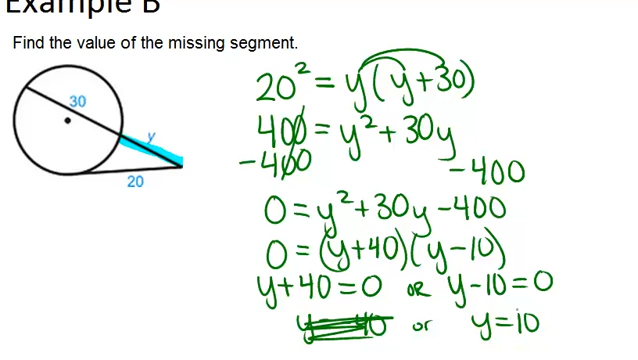 Example B
Find the value of the missing segment.
30
y
20
20² = y(y+30)
400 = y²+30y
-400 -400
0 = y²+30y-400
0 = (y+40)(y-10)
y+40=0 OR y-10=0
y=-40 or y=10